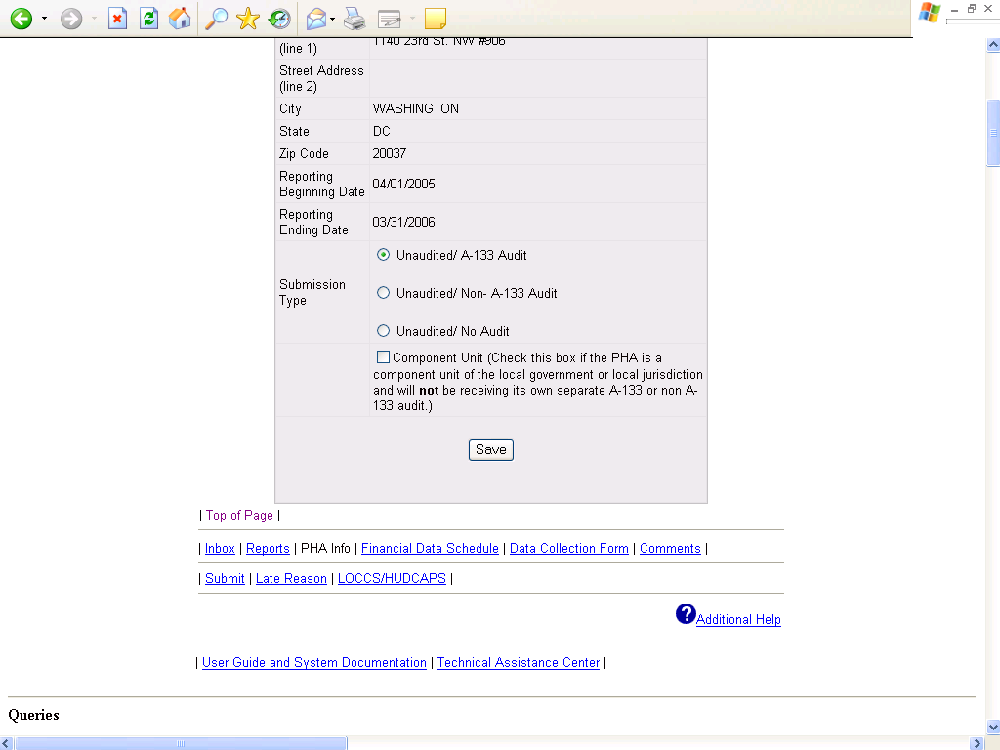 (line 1) 1140 23rd St. NW #906
Street Address
(line 2)
City WASHINGTON
State DC
Zip Code 20037
Reporting
Beginning Date 04/01/2005
Reporting
Ending Date 03/31/2006
Submission
Type
Unaudited/ A-133 Audit
Unaudited/ Non- A-133 Audit
Unaudited/ No Audit
Component Unit (Check this box if the PHA is a
component unit of the local government or local jurisdiction
and will not be receiving its own separate A-133 or non A-
133 audit.)
Save
| Top of Page |
| Inbox | Reports | PHA Info | Financial Data Schedule | Data Collection Form | Comments |
| Submit | Late Reason | LOCCS/HUDCAPS |
? Additional Help
| User Guide and System Documentation | Technical Assistance Center |
Queries